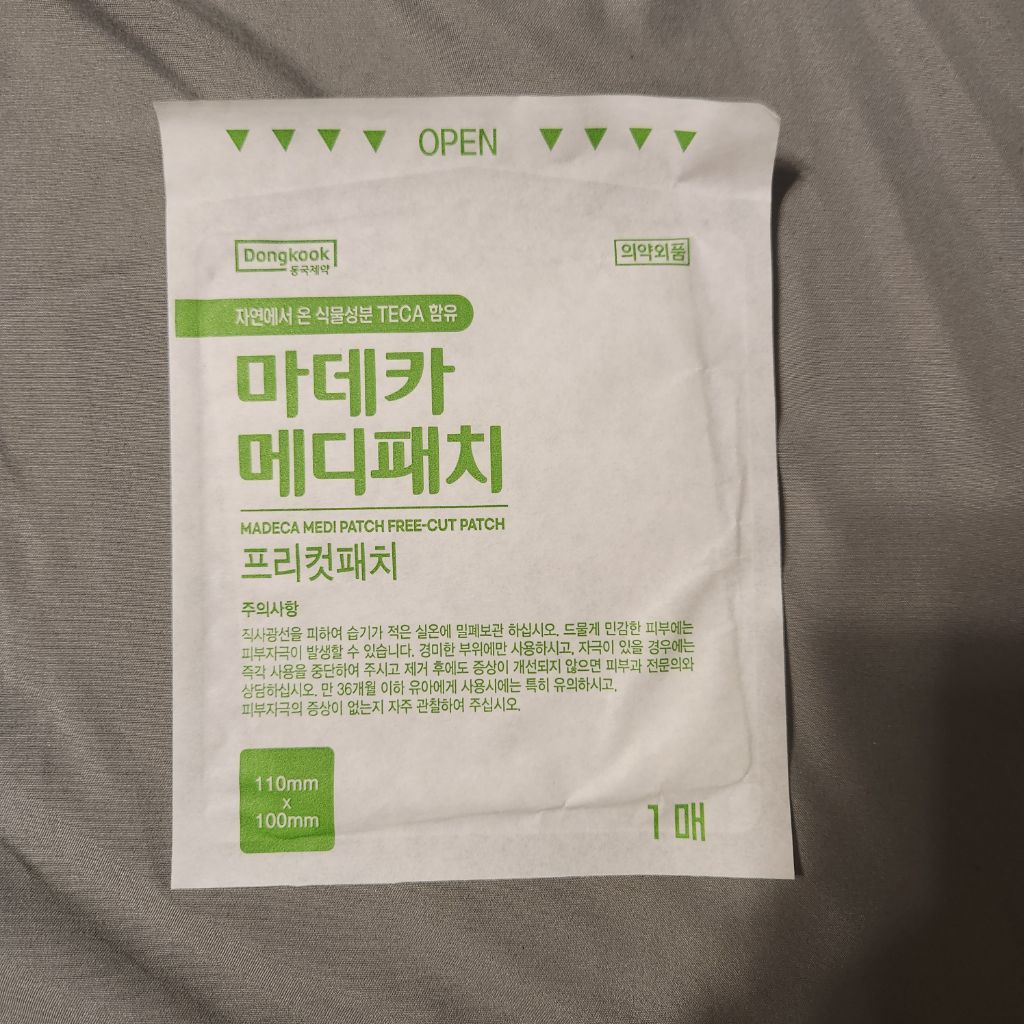 OPEN
Dongkook
동국제약
의약외품
자연에서 온 식물성분 TECA 함유
마데카
메디패치
MADECA MEDI PATCH FREE-CUT PATCH
프리컷패치
주의사항
직사광선을 피하여 습기가 적은 실온에 밀폐보관 하십시오. 드물게 민감한 피부에는
피부자극이 발생할 수 있습니다. 경미한 부위에만 사용하시고, 자극이 있을 경우에는
즉각 사용을 중단하여 주시고 제거 후에도 증상이 개선되지 않으면 피부과 전문의와
상담하십시오. 만 36개월 이하 유아에게 사용시에는 특히 유의하시고,
피부자극의 증상이 없는지 자주 관찰하여 주십시오.
110mm
x
100mm
1 매